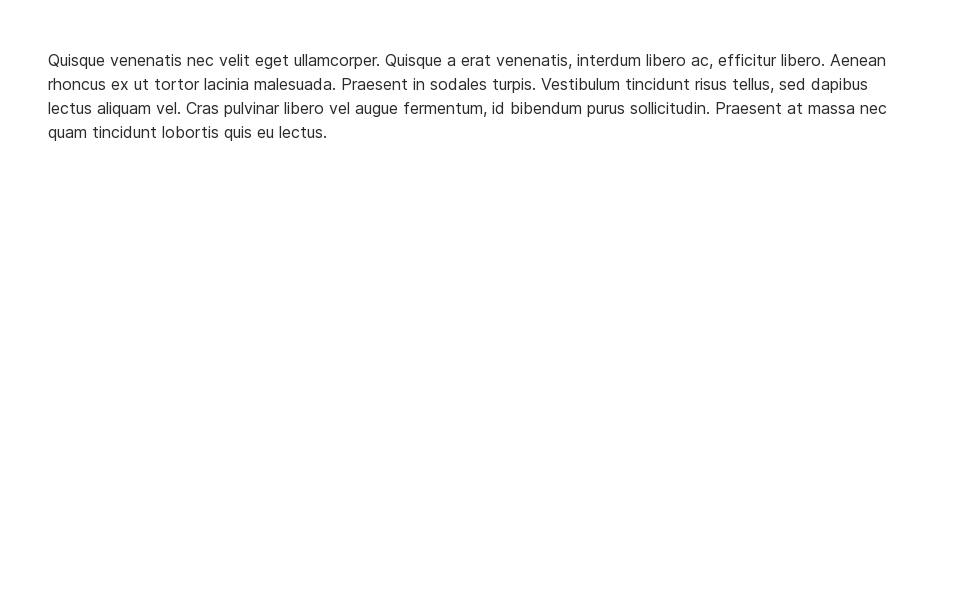 Quisque venenatis nec velit eget ullamcorper. Quisque a erat venenatis, interdum libero ac, efficitur libero. Aenean
rhoncus ex ut tortor lacinia malesuada. Praesent in sodales turpis. Vestibulum tincidunt risus tellus, sed dapibus
lectus aliquam vel. Cras pulvinar libero vel augue fermentum, id bibendum purus sollicitudin. Praesent at massa nec
quam tincidunt lobortis quis eu lectus.